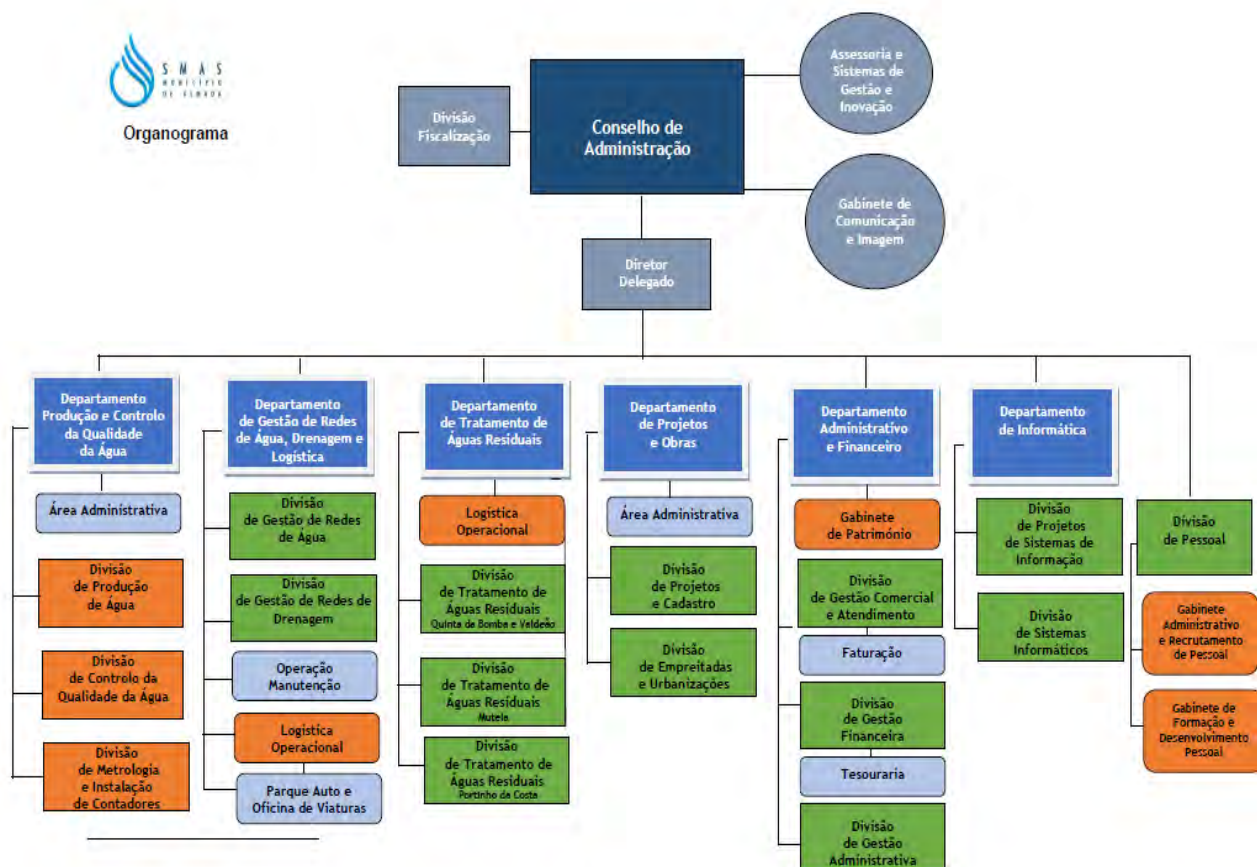 SMAS
MUNICÍPIO
DE ALMADA
Organograma
Divisão
Fiscalização
Conselho de
Administração
Assessoria e
Sistemas de
Gestão e
Inovação
Gabinete de
Comunicação
e Imagem
Diretor
Delegado
Departamento
Produção e Controlo
da Qualidade
da Água
Área Administrativa
Divisão
de Produção
de Água
Divisão
de Controlo da
Qualidade da Água
Divisão
de Metrologia
e Instalação
de Contadores
Departamento
de Gestão de Redes
de Água, Drenagem e
Logística
Divisão
de Gestão de Redes
de Água
Divisão
de Gestão de Redes de
Drenagem
Operação
Manutenção
Logística
Operacional
Parque Auto e
Oficina de Viaturas
Departamento
de Tratamento de
Águas Residuais
Logística
Operacional
Divisão
de Tratamento de
Águas Residuais
Quinta da Bomba e Valdeão
Divisão
de Tratamento de
Águas Residuais
Mutela
Divisão
de Tratamento de
Águas Residuais
Portinho da Costa
Departamento
de Projetos
e Obras
Área Administrativa
Divisão
de Projetos
e Cadastro
Divisão
de Empreitadas
e Urbanizações
Departamento
Administrativo
e Financeiro
Gabinete
de Património
Divisão
de Gestão Comercial
e Atendimento
Faturação
Divisão
de Gestão
Financeira
Tesouraria
Divisão
de Gestão
Administrativa
Departamento
de Informática
Divisão
de Projetos
de Sistemas de
Informação
Divisão
de Sistemas
Informáticos
Divisão
de Pessoal
Gabinete
Administrativo
e Recrutamento
de Pessoal
Gabinete de
Formação e
Desenvolvimento
Pessoal